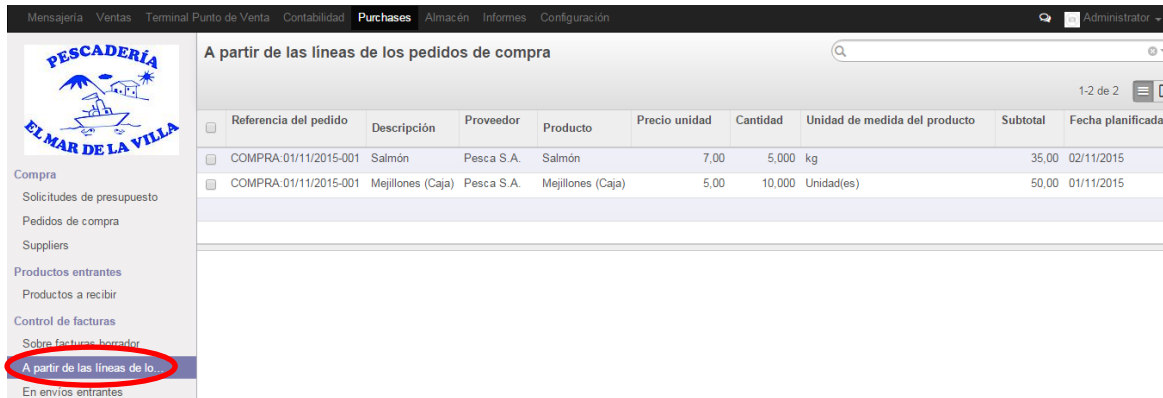 Mensajería Ventas Terminal Punto de Venta Contabilidad Purchases Almacén Informes Configuración Administrator
PESCADERÍA
EL MAR DE LA VILLA
A partir de las líneas de los pedidos de compra
1-2 de 2
Referencia del pedido Descripción Proveedor Producto Precio unidad Cantidad Unidad de medida del producto Subtotal Fecha planificada
COMPRA:01/11/2015-001 Salmón Pesca S.A. Salmón 7,00 5,000 kg 35,00 02/11/2015
COMPRA:01/11/2015-001 Mejillones (Caja) Pesca S.A. Mejillones (Caja) 5,00 10,000 Unidad(es) 50,00 01/11/2015
Compra
Solicitudes de presupuesto
Pedidos de compra
Suppliers
Productos entrantes
Productos a recibir
Control de facturas
Sobre facturas borrador
A partir de las líneas de lo...
En envíos entrantes